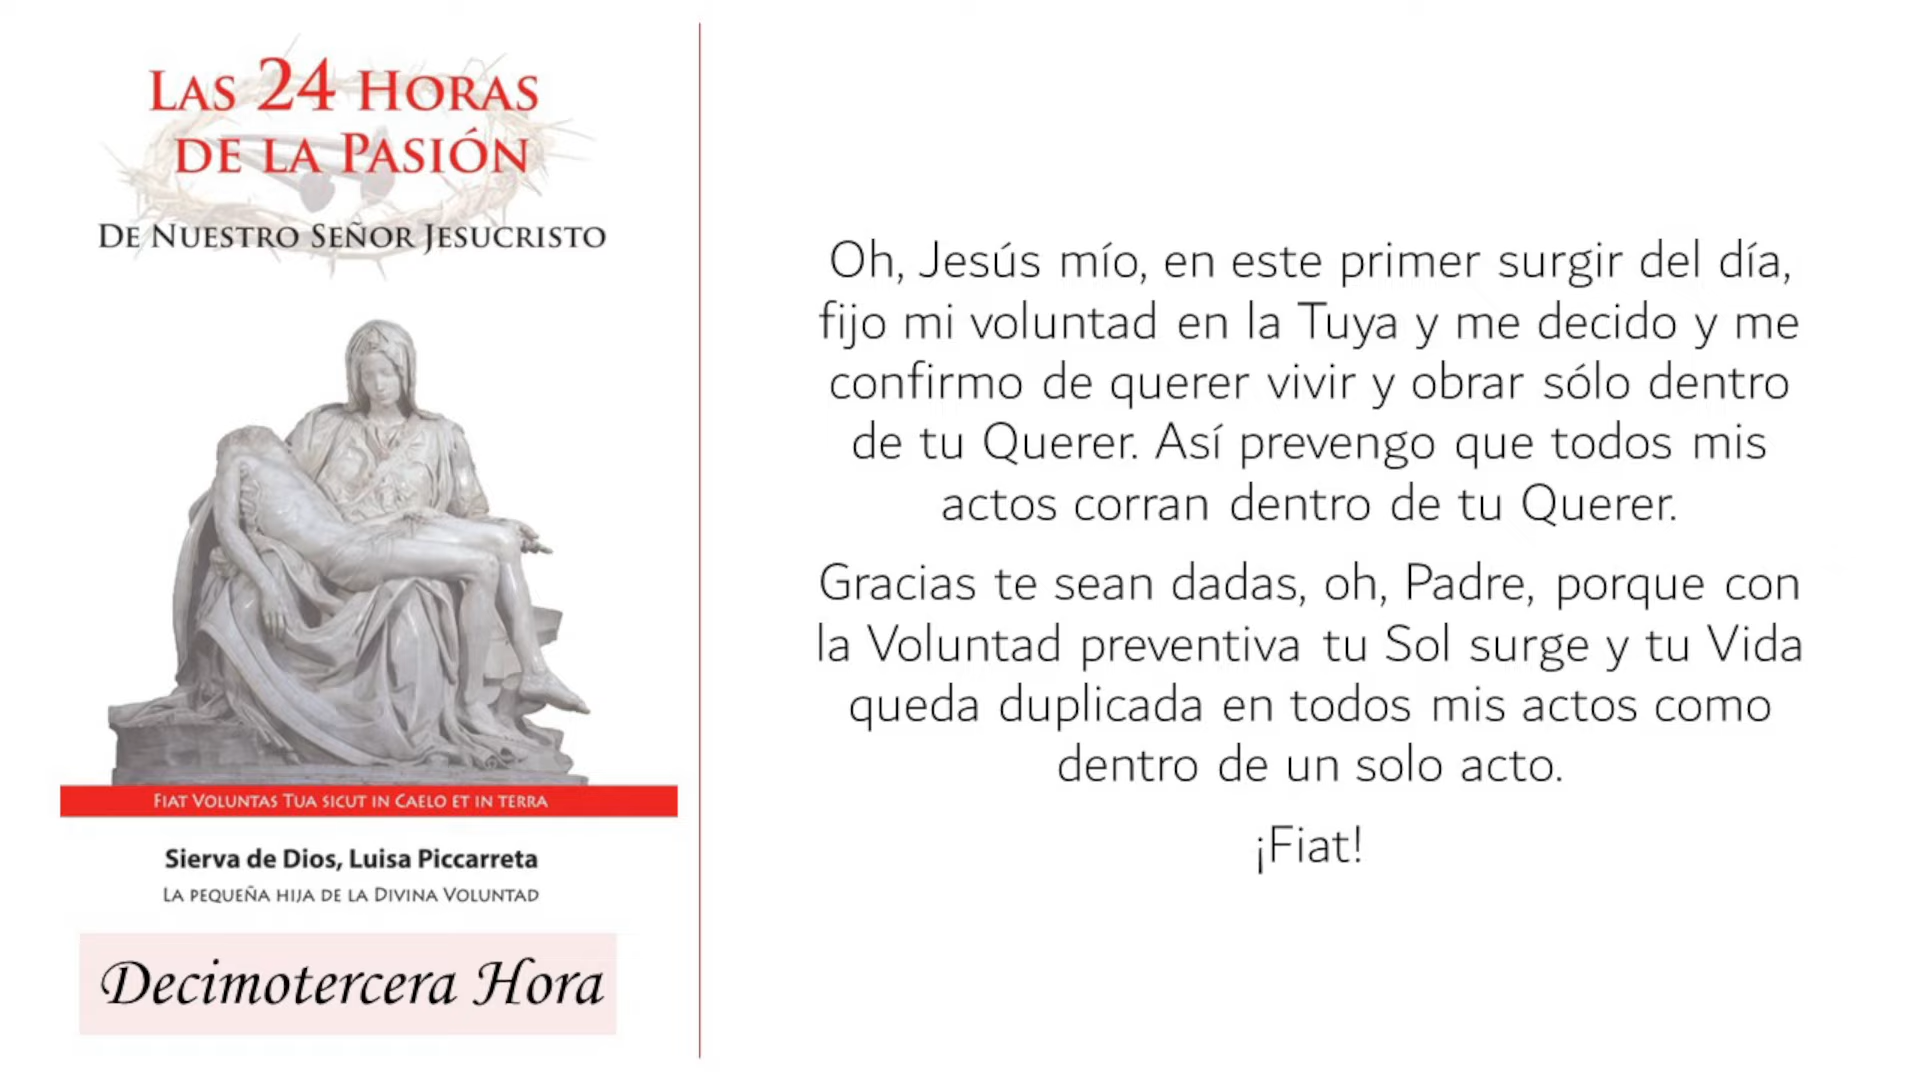 LAS 24 HORAS
DE LA PASIÓN
DE NUESTRO SEÑOR JESUCRISTO
FIAT VOLUNTAS TUA SICUT IN CAELO ET IN TERRA
Sierva de Dios, Luisa Piccarreta
LA PEQUEÑA HIJA DE LA DIVINA VOLUNTAD
Decimotercera Hora
Oh, Jesús mío, en este primer surgir del día,
fijo mi voluntad en la Tuya y me decido y me
confirmo de querer vivir y obrar sólo dentro
de tu Querer. Así prevengo que todos mis
actos corran dentro de tu Querer.
Gracias te sean dadas, oh, Padre, porque con
la Voluntad preventiva tu Sol surge y tu Vida
queda duplicada en todos mis actos como
dentro de un solo acto.
¡Fiat!